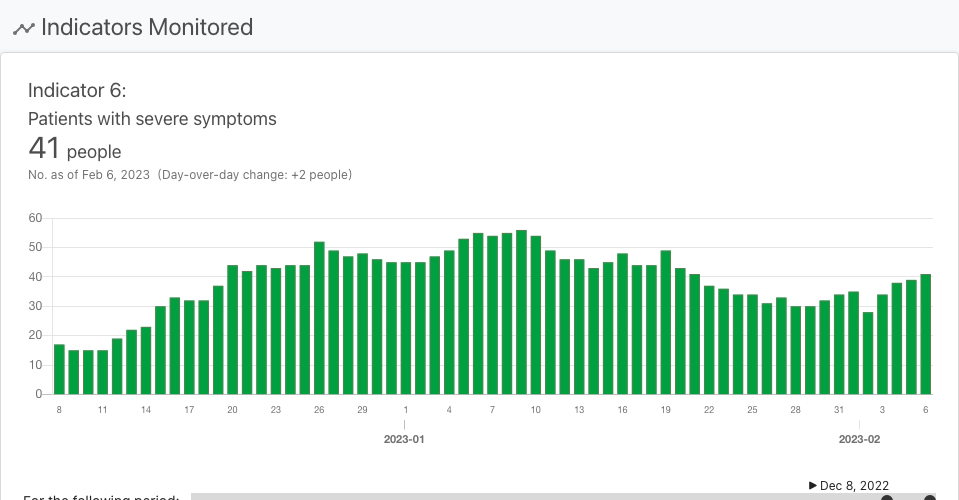 Indicators Monitored
Indicator 6:
Patients with severe symptoms
41 people
No. as of Feb 6, 2023 (Day-over-day change: +2 people)
60
50
40
30
20
10
0
8 11 14 17 20 23 26 29 1 4 7 10 13 16 19 22 25 28 31 3 6
2023-01 2023-02
▶ Dec 8, 2022
For the following period: